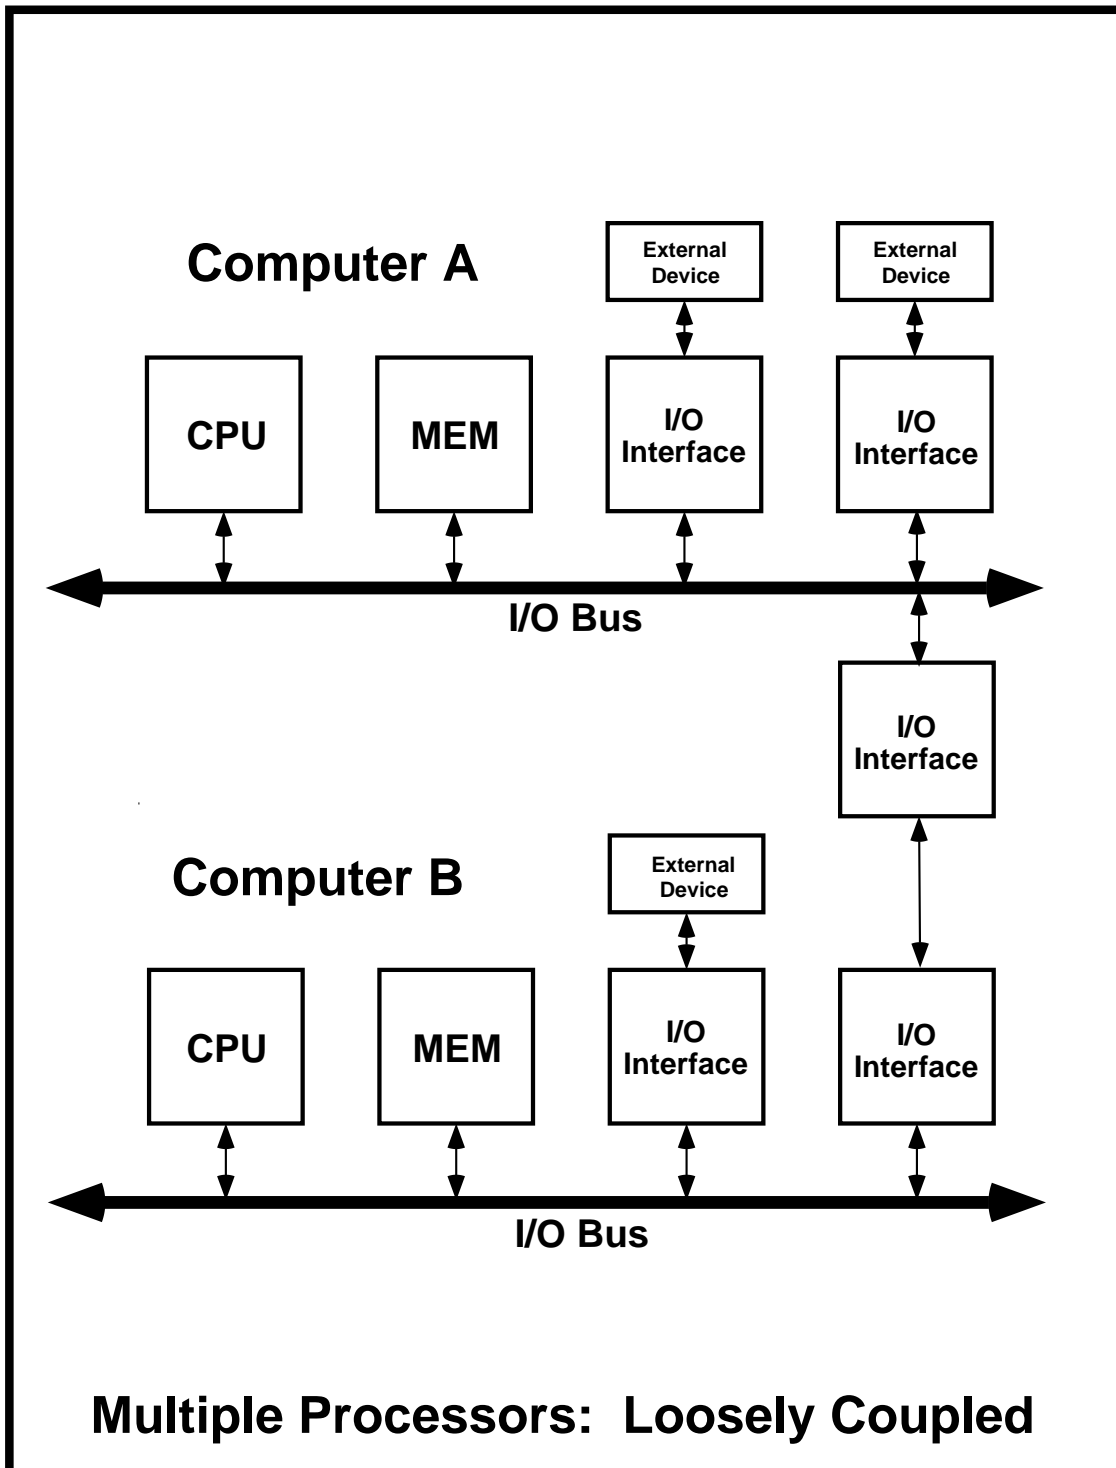 Computer A
External
Device
External
Device
CPU
MEM
I/O
Interface
I/O
Interface
I/O Bus
I/O
Interface
Computer B
External
Device
CPU
MEM
I/O
Interface
I/O
Interface
I/O Bus
Multiple Processors: Loosely Coupled